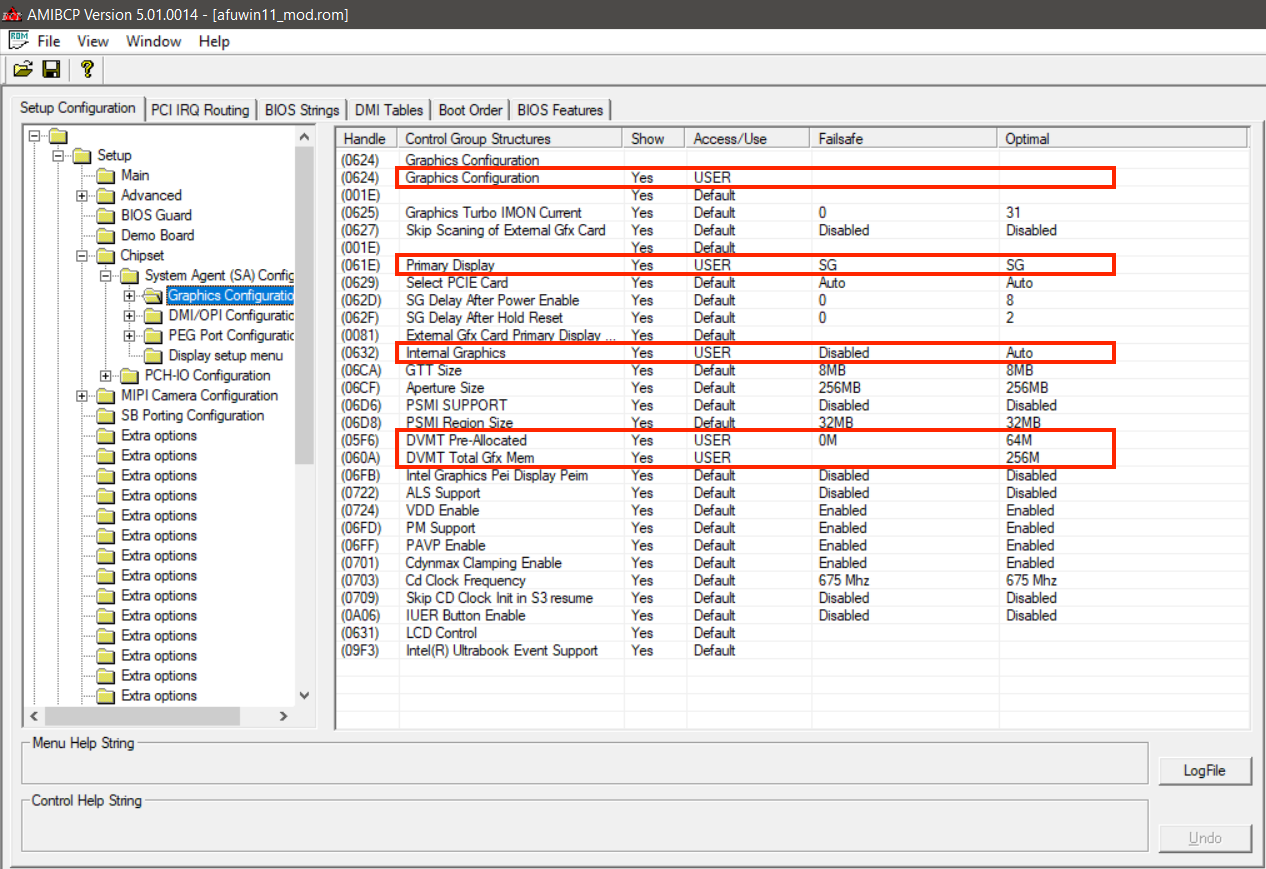 AMIBCP Version 5.01.0014 - [afuwin11_mod.rom]
File View Window Help
Setup Configuration PCI IRQ Routing BIOS Strings DMI Tables Boot Order BIOS Features
Setup
Main
Advanced
BIOS Guard
Demo Board
Chipset
System Agent (SA) Config
Graphics Configuratio
DMI/OPI Configuratio
PEG Port Configuratio
Display setup menu
PCH-IO Configuration
MIPI Camera Configuration
SB Porting Configuration
Extra options
Extra options
Extra options
Extra options
Extra options
Extra options
Extra options
Extra options
Extra options
Extra options
Extra options
Extra options
Extra options
Extra options
Handle Control Group Structures Show Access/Use Failsafe Optimal
(0624) Graphics Configuration
(0624) Graphics Configuration Yes USER
(001E) Yes Default
(0625) Graphics Turbo IMON Current Yes Default 0 31
(0627) Skip Scaning of External Gfx Card Yes Default Disabled Disabled
(001E) Yes Default
(061E) Primary Display Yes USER SG SG
(0629) Select PCIE Card Yes Default Auto Auto
(062D) SG Delay After Power Enable Yes Default 0 8
(062F) SG Delay After Hold Reset Yes Default 0 2
(0081) External Gfx Card Primary Display ... Yes Default
(0632) Internal Graphics Yes USER Disabled Auto
(06CA) GTT Size Yes Default 8MB 8MB
(06CF) Aperture Size Yes Default 256MB 256MB
(06D6) PSMI SUPPORT Yes Default Disabled Disabled
(06D8) PSMI Region Size Yes Default 32MB 32MB
(05F6) DVMT Pre-Allocated Yes USER 0M 64M
(060A) DVMT Total Gfx Mem Yes USER 256M
(06FB) Intel Graphics Pei Display Peim Yes Default Disabled Disabled
(0722) ALS Support Yes Default Disabled Disabled
(0724) VDD Enable Yes Default Enabled Enabled
(06FD) PM Support Yes Default Enabled Enabled
(06FF) PAVP Enable Yes Default Enabled Enabled
(0701) Cdynmax Clamping Enable Yes Default Enabled Enabled
(0703) Cd Clock Frequency Yes Default 675 Mhz 675 Mhz
(0709) Skip CD Clock Init in S3 resume Yes Default Disabled Disabled
(0A06) IUER Button Enable Yes Default Disabled Disabled
(0631) LCD Control Yes Default
(09F3) Intel(R) Ultrabook Event Support Yes Default
Menu Help String
LogFile
Control Help String
Undo